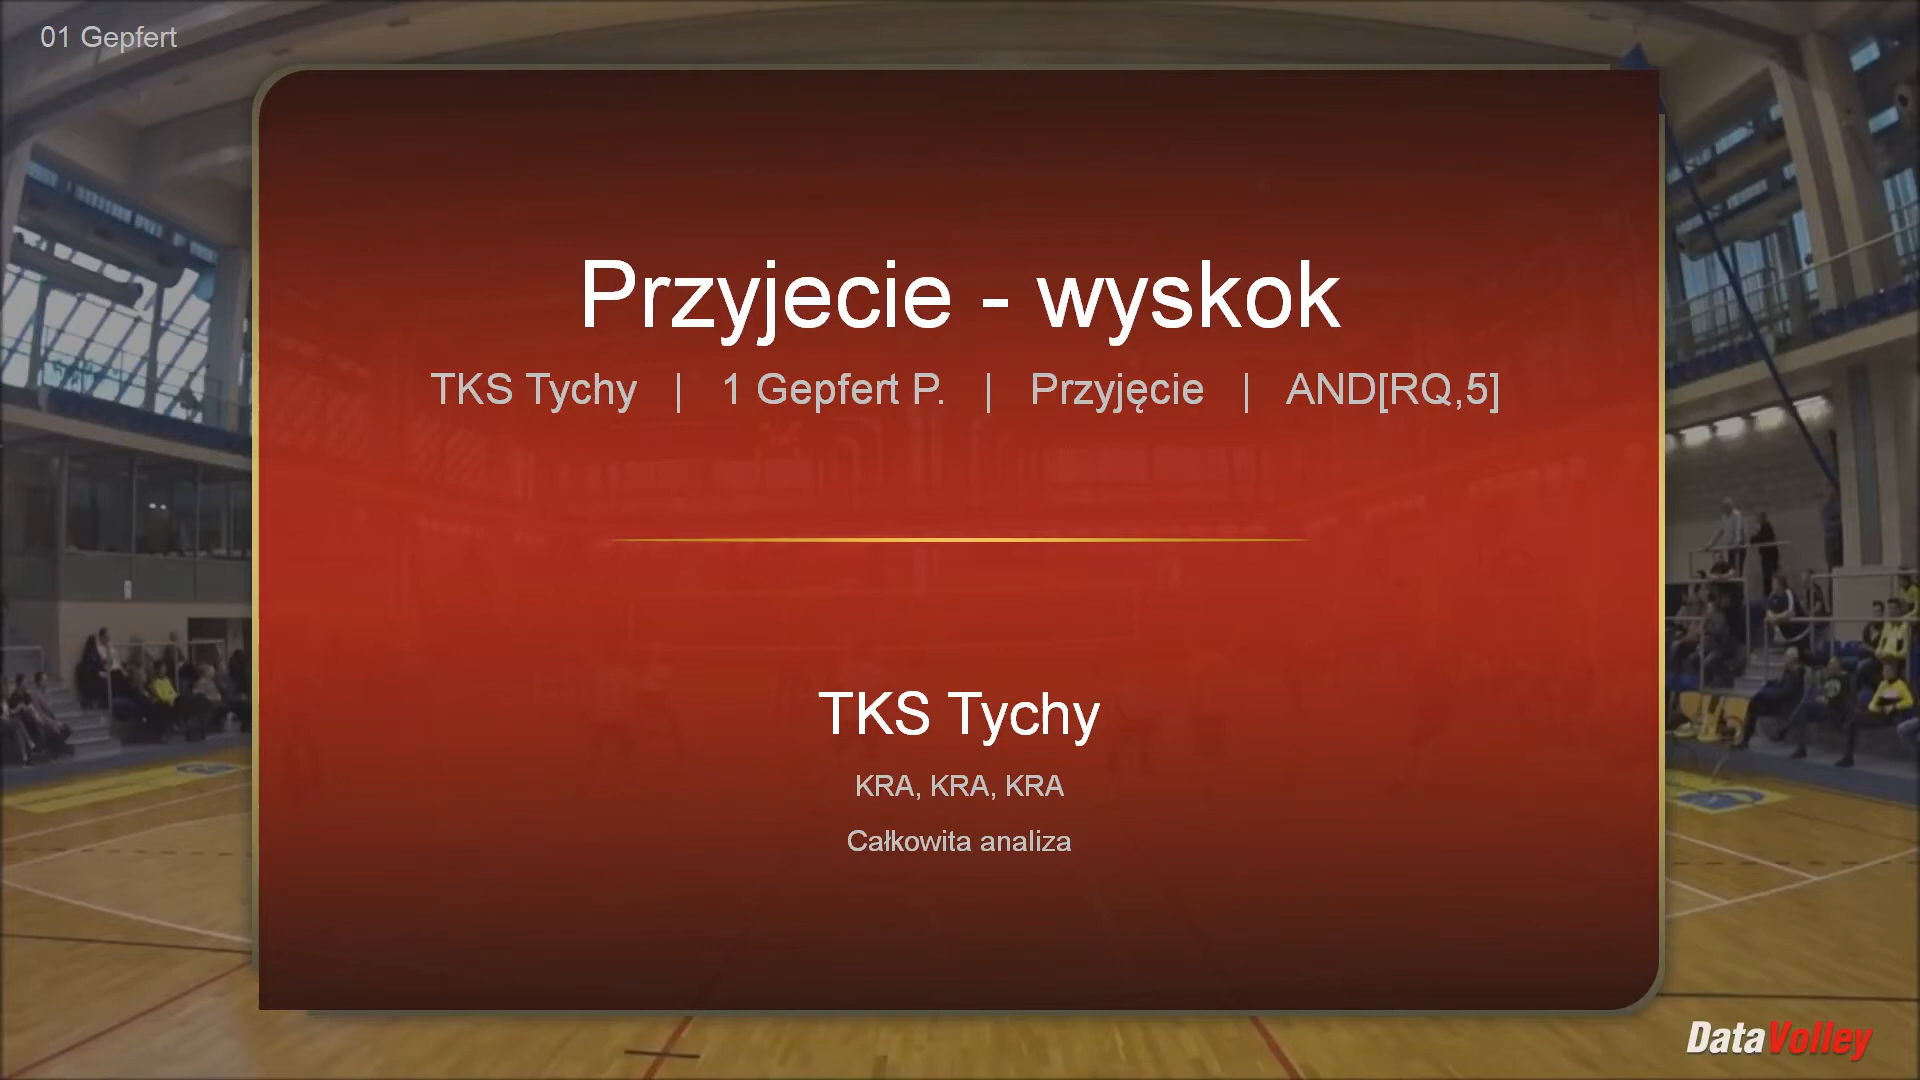 01 Gepfert
Przyjecie - wyskok
TKS Tychy | 1 Gepfert P. | Przyjęcie | AND[RQ,5]
TKS Tychy
KRA, KRA, KRA
Całkowita analiza
DataVolley